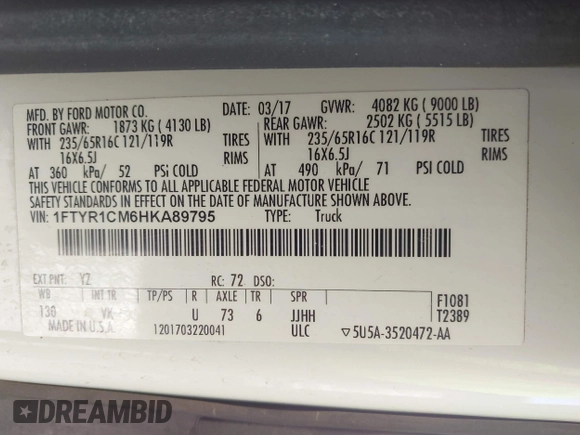 MFD. BY FORD MOTOR CO. DATE: 03/17 GVWR: 4082 KG ( 9000 LB)
FRONT GAWR: 1873 KG ( 4130 LB) REAR GAWR: 2502 KG ( 5515 LB)
WITH 235/65R16C 121/119R TIRES WITH 235/65R16C 121/119R TIRES
16X6.5J RIMS 16X6.5J RIMS
AT 360 kPa/ 52 PSI COLD AT 490 kPa/ 71 PSI COLD
THIS VEHICLE CONFORMS TO ALL APPLICABLE FEDERAL MOTOR VEHICLE
SAFETY STANDARDS IN EFFECT ON THE DATE OF MANUFACTURE SHOWN ABOVE.
VIN: 1FTYR1CM6HKA89795 TYPE: Truck
EXT PNT: YZ RC: 72 DSO:
WB INT TR TP/PS R AXLE TR SPR F1081
130 VK U 73 6 JJHH T2389
MADE IN U.S.A. 1201703220041 ULC ▽5U5A-3520472-AA
DREAMBID